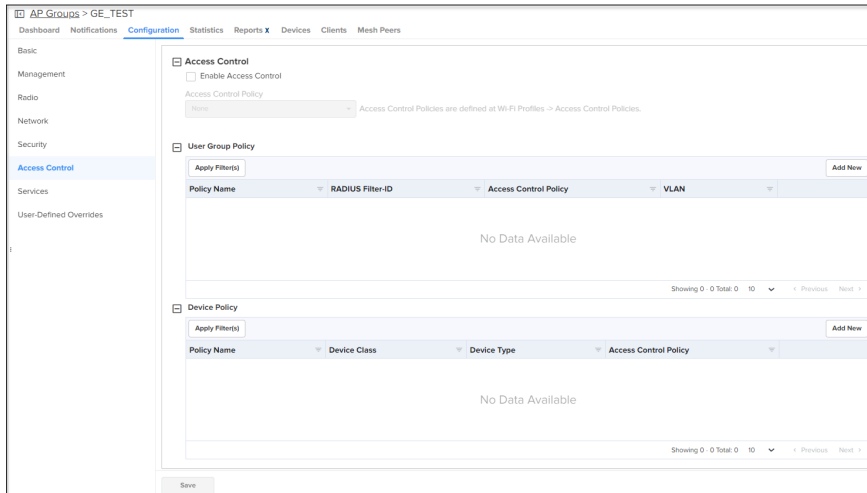 AP Groups > GE_TEST
Dashboard Notifications Configuration Statistics Reports X Devices Clients Mesh Peers
Basic
Management
Radio
Network
Security
Access Control
Services
User-Defined Overrides
Access Control
Enable Access Control
Access Control Policy
None
Access Control Policies are defined at Wi-Fi Profiles -> Access Control Policies.
User Group Policy
Apply Filter(s) Add New
Policy Name RADIUS Filter-ID Access Control Policy VLAN
No Data Available
Showing 0 - 0 Total: 0 10 < Previous Next >
Device Policy
Apply Filter(s) Add New
Policy Name Device Class Device Type Access Control Policy
No Data Available
Showing 0 - 0 Total: 0 10 < Previous Next >
Save